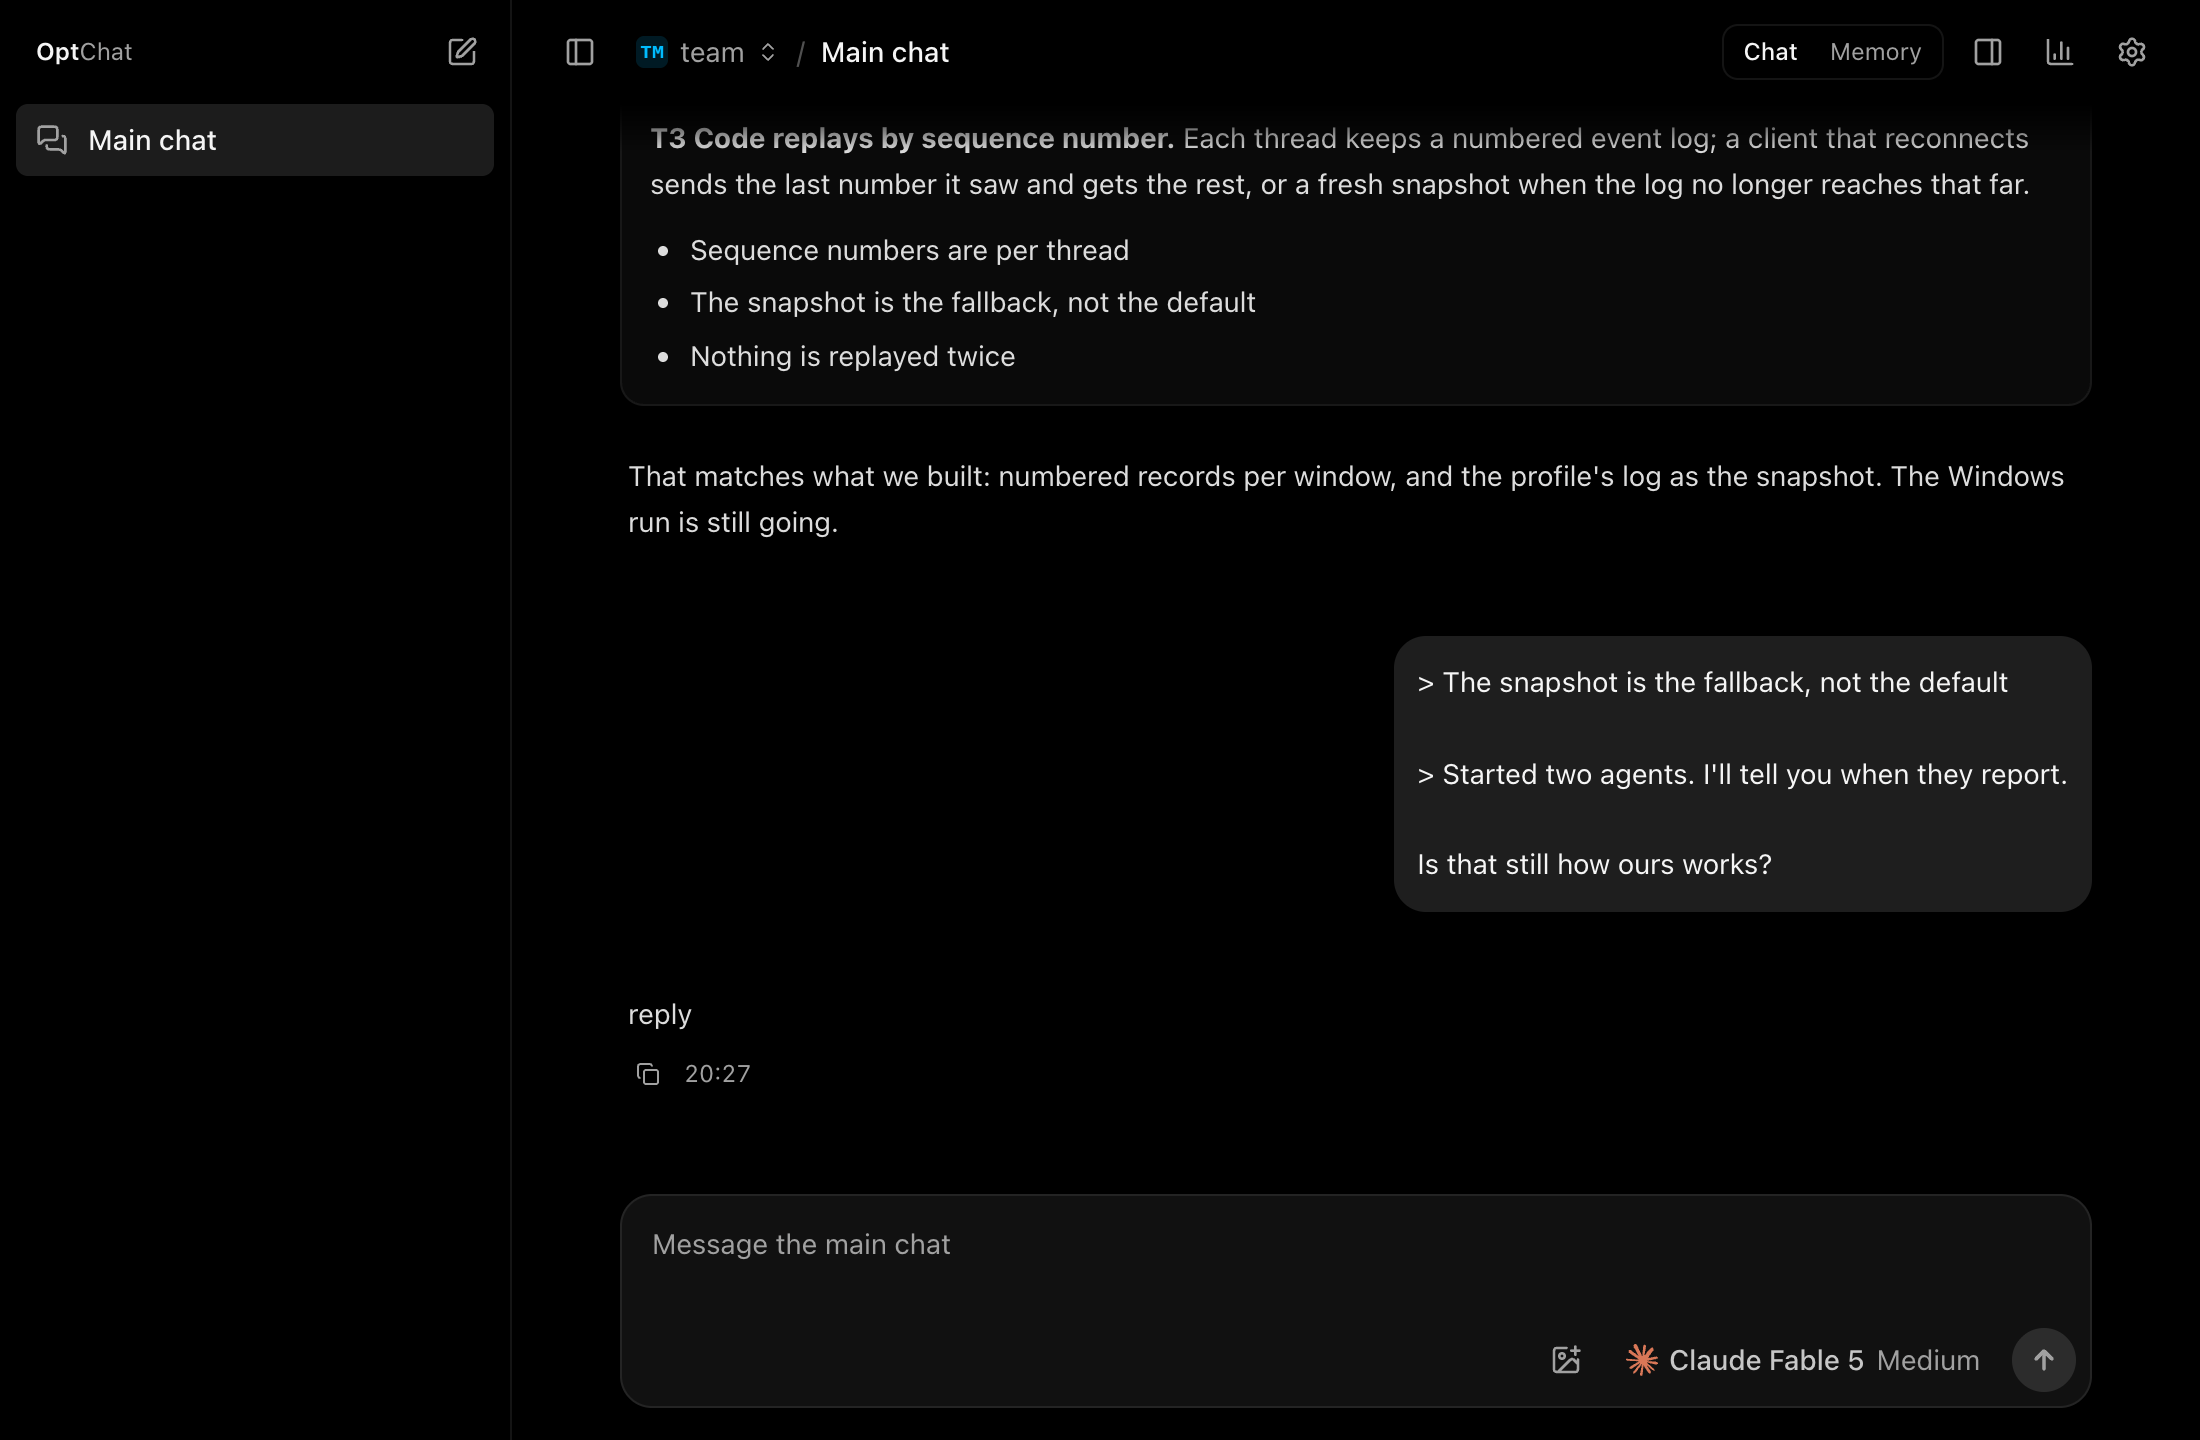 OptChat
TM team / Main chat
Chat Memory
Main chat
T3 Code replays by sequence number. Each thread keeps a numbered event log; a client that reconnects
sends the last number it saw and gets the rest, or a fresh snapshot when the log no longer reaches that far.
• Sequence numbers are per thread
• The snapshot is the fallback, not the default
• Nothing is replayed twice
That matches what we built: numbered records per window, and the profile's log as the snapshot. The Windows
run is still going.
> The snapshot is the fallback, not the default
> Started two agents. I'll tell you when they report.
Is that still how ours works?
reply
20:27
Message the main chat
Claude Fable 5 Medium